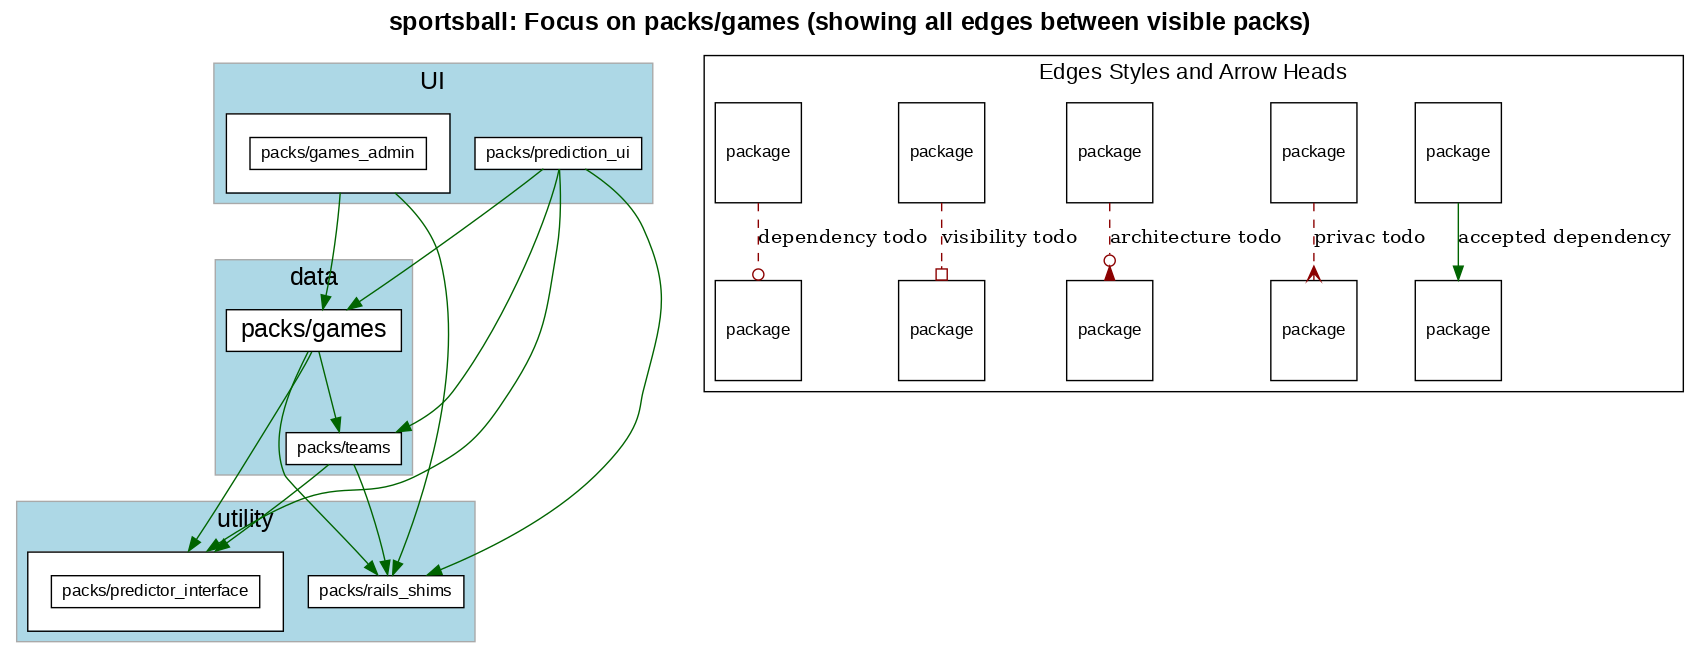 sportsball: Focus on packs/games (showing all edges between visible packs)
UI
packs/games_admin
packs/prediction_ui
data
packs/games
packs/teams
utility
packs/predictor_interface
packs/rails_shims
Edges Styles and Arrow Heads
package
package
package
package
package
dependency todo
visibility todo
architecture todo
privac todo
accepted dependency
package
package
package
package
package